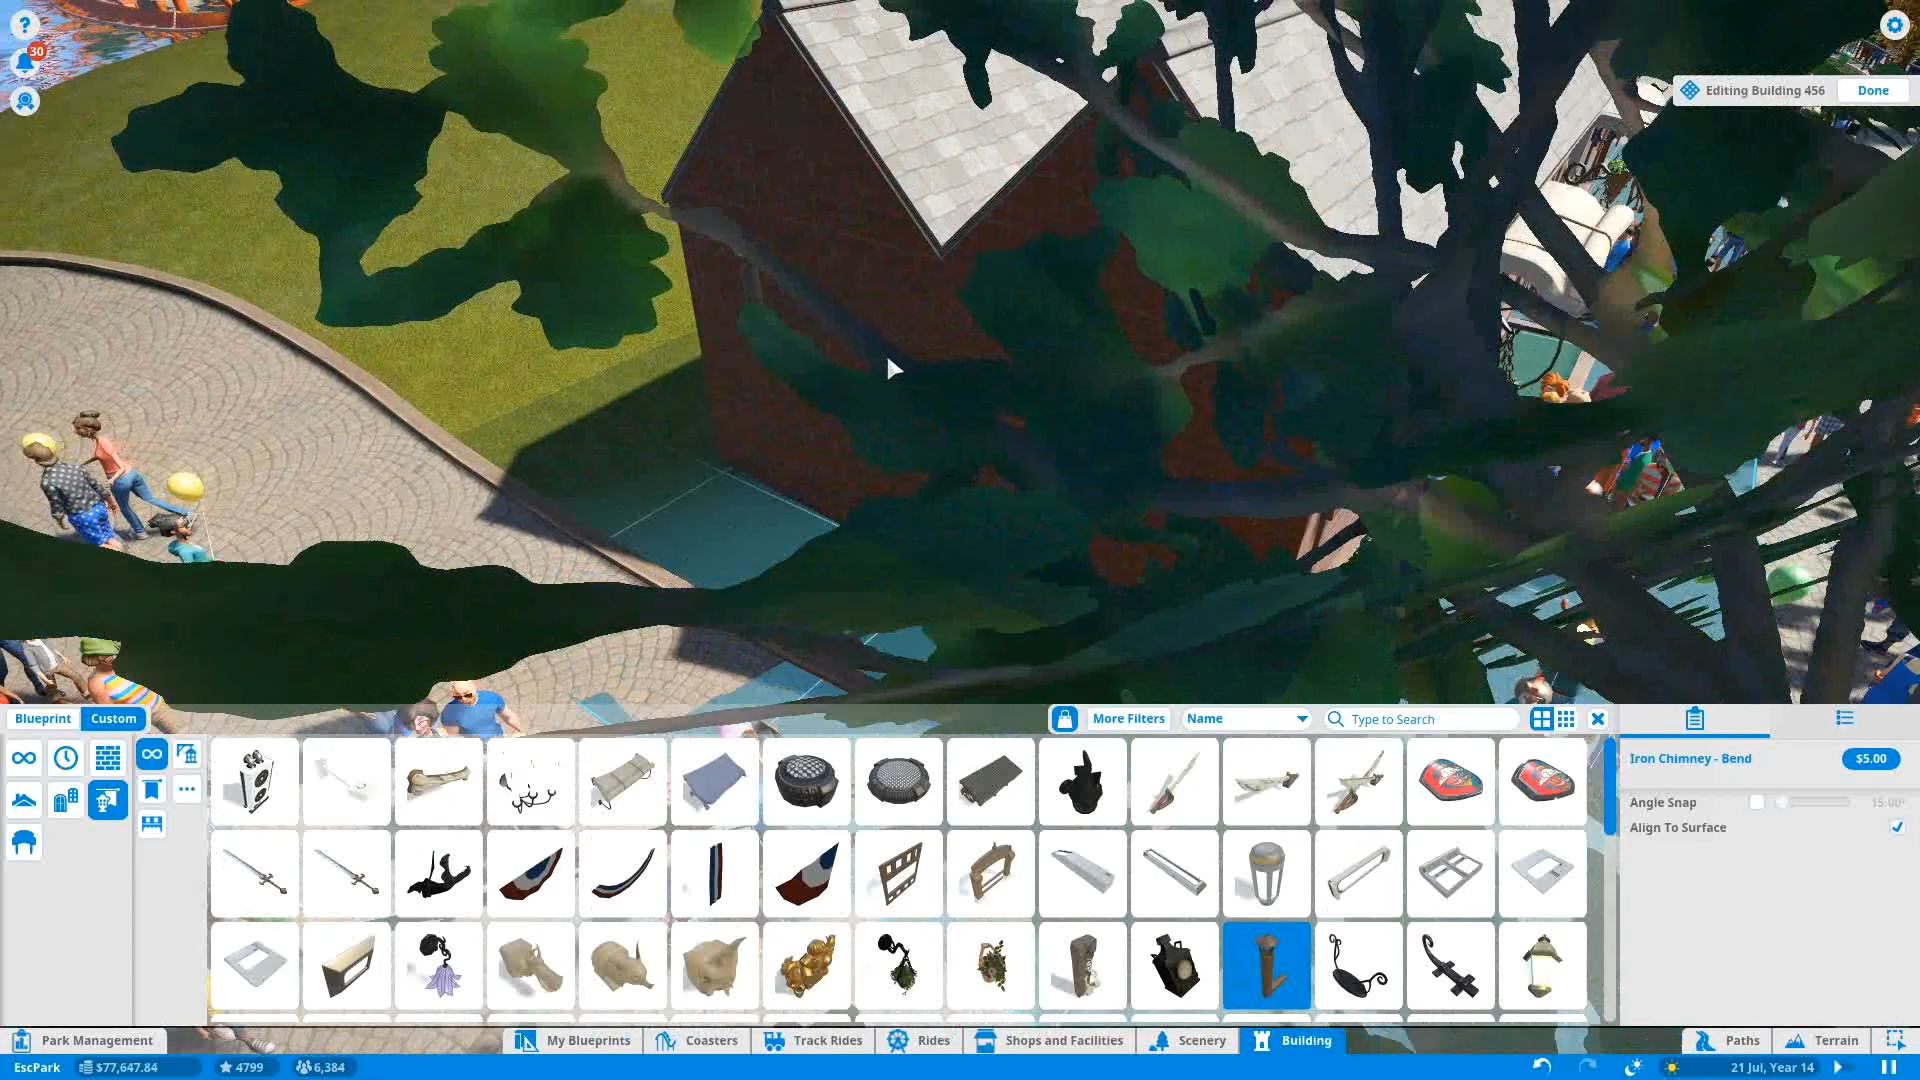 ?
30
Editing Building 456
Done
Blueprint
Custom
More Filters
Name
Type to Search
Iron Chimney - Bend
$5.00
Angle Snap
15.00°
Align To Surface
Park Management
My Blueprints
Coasters
Track Rides
Rides
Shops and Facilities
Scenery
Building
Paths
Terrain
EscPark
$77,647.84
4799
6,384
21 Jul, Year 14